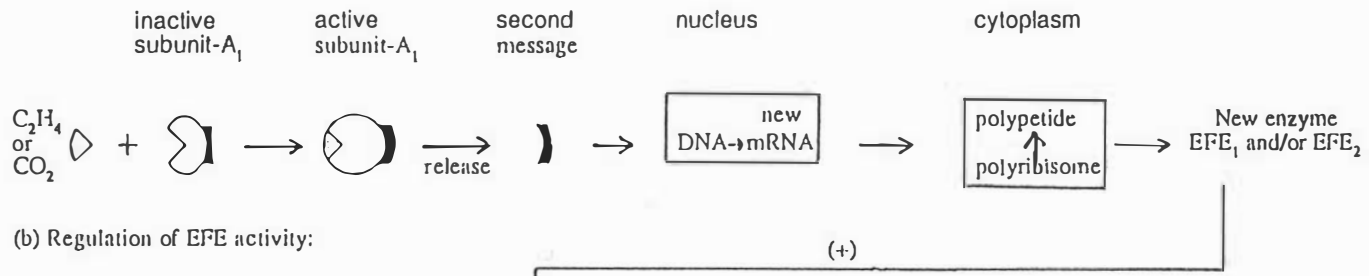 inactive
subunit-A₁
active
subunit-A₁
second
message
nucleus
cytoplasm
C₂H₄
or
CO₂
+
release
new
DNA→mRNA
polypetide
polyribisome
New enzyme
EFE₁ and/or EFE₂
(b) Regulation of EFE activity:
(+)